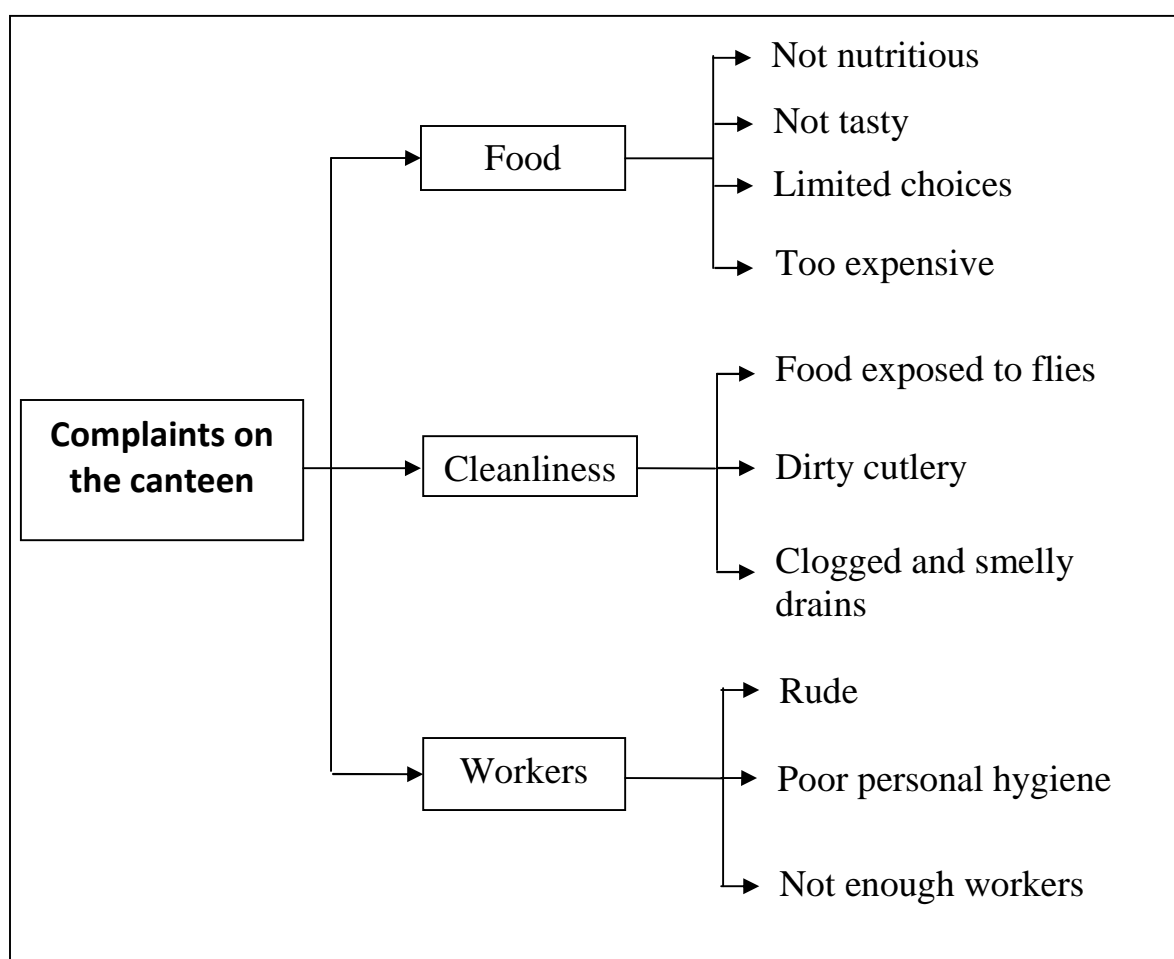 Complaints on
the canteen
Food
Not nutritious
Not tasty
Limited choices
Too expensive
Cleanliness
Food exposed to flies
Dirty cutlery
Clogged and smelly
drains
Workers
Rude
Poor personal hygiene
Not enough workers